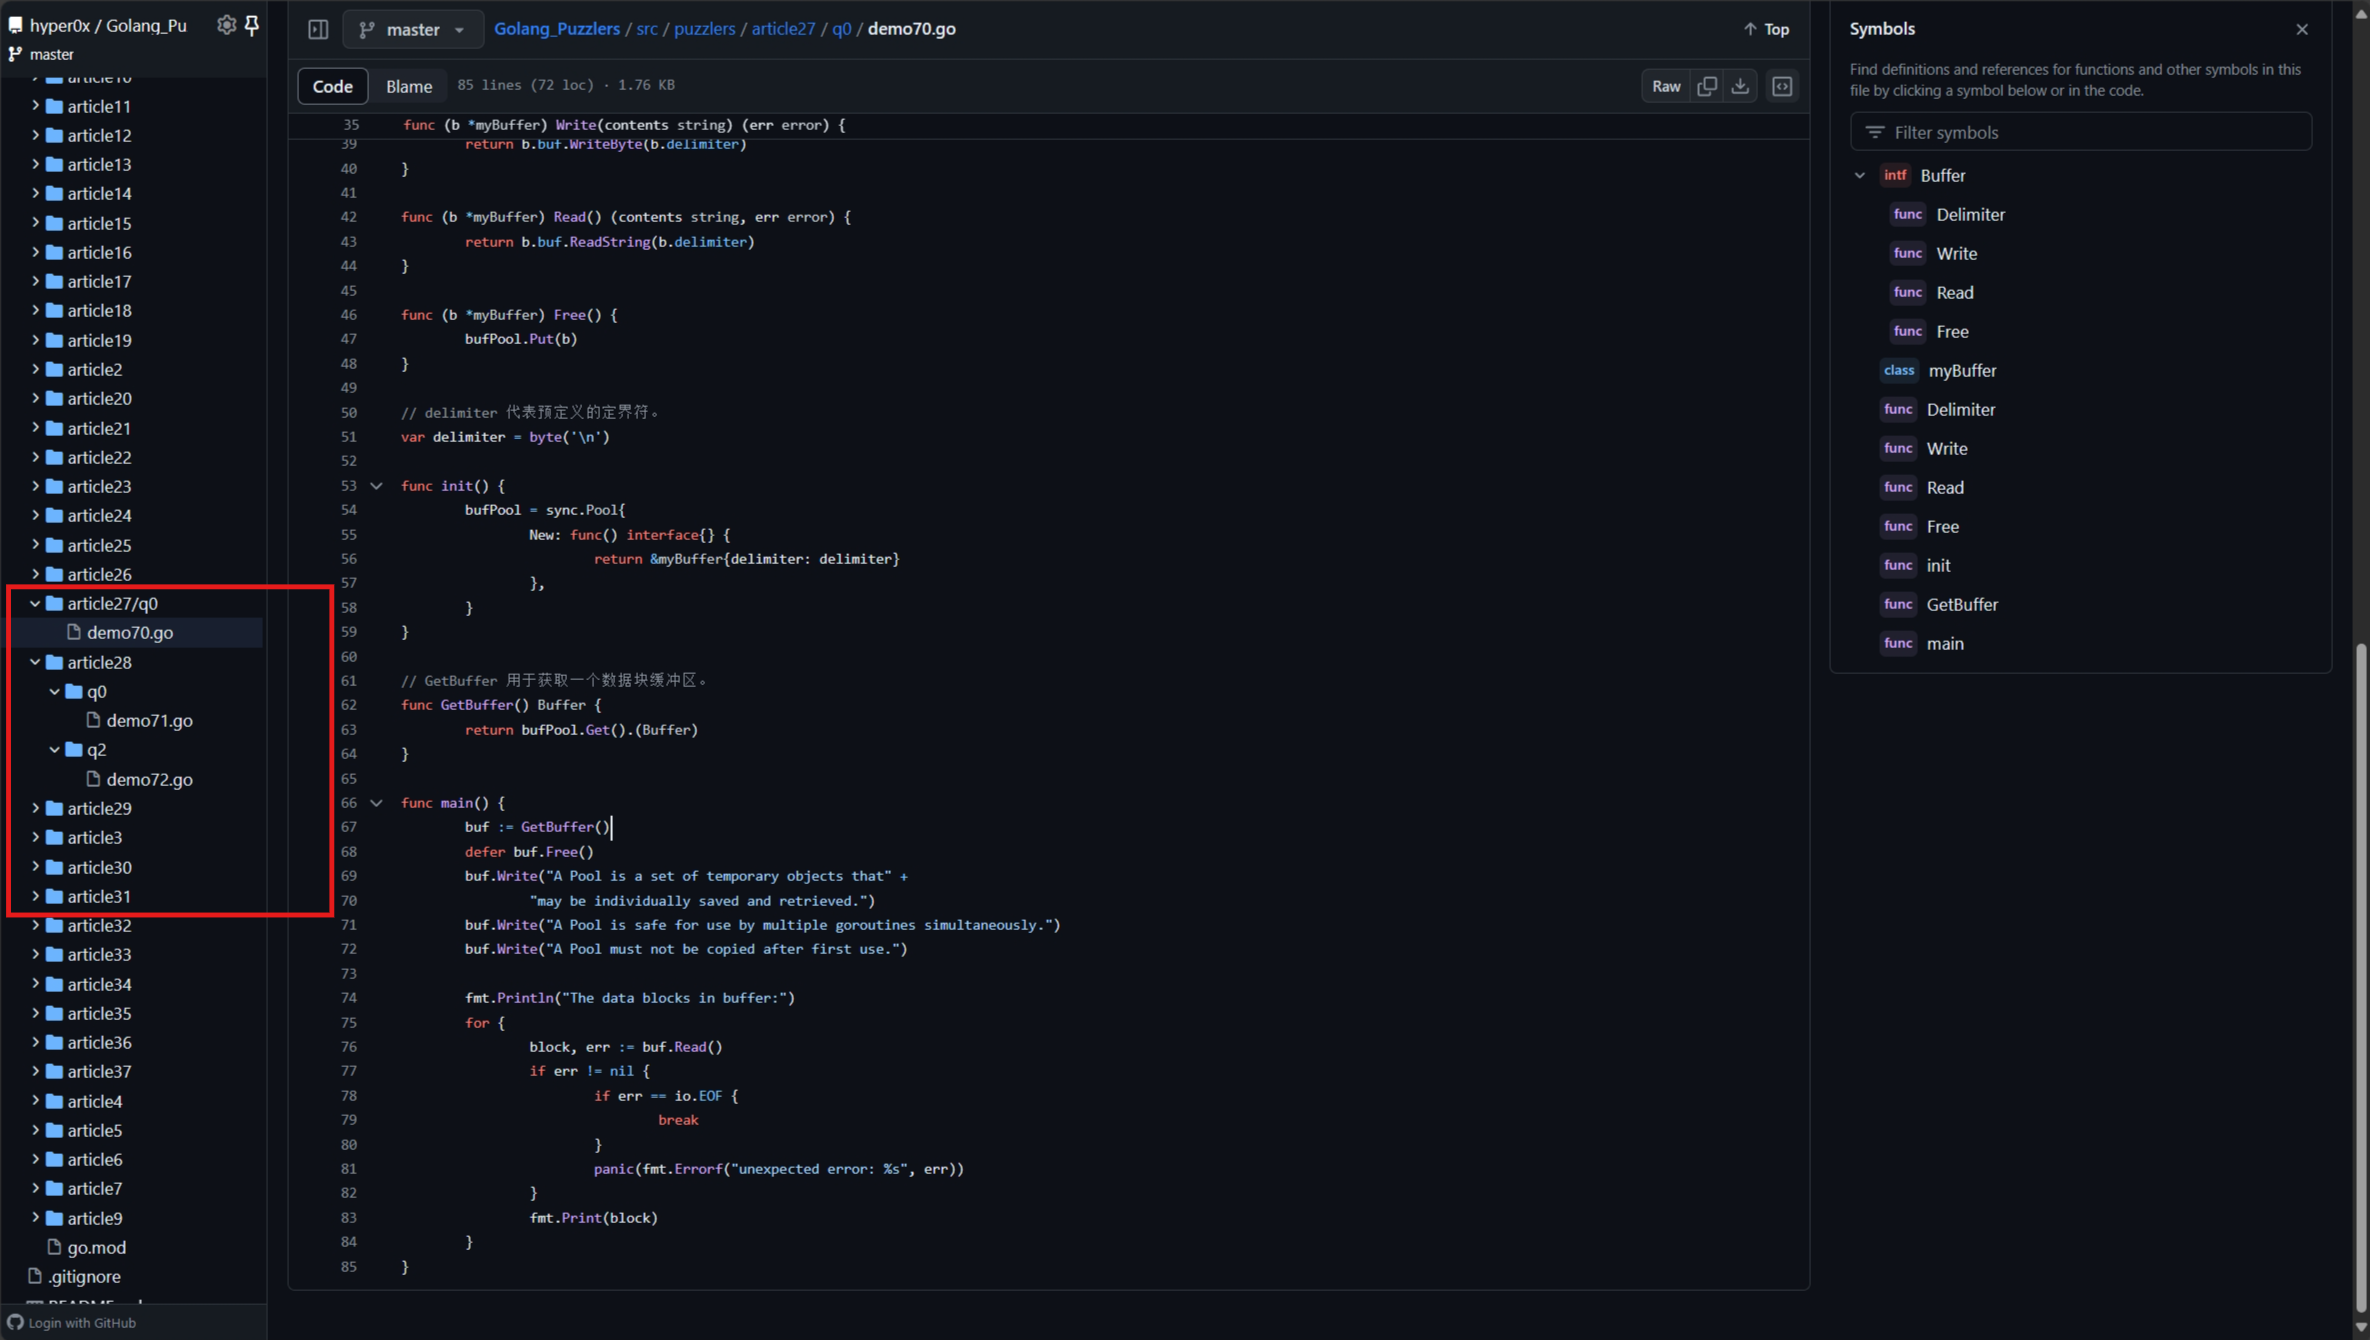 hyper0x / Golang_Pu
master
article10
article11
article12
article13
article14
article15
article16
article17
article18
article19
article2
article20
article21
article22
article23
article24
article25
article26
article27/q0
demo70.go
article28
q0
demo71.go
q2
demo72.go
article29
article3
article30
article31
article32
article33
article34
article35
article36
article37
article4
article5
article6
article7
article9
go.mod
.gitignore
Login with GitHub
master
Golang_Puzzlers / src / puzzlers / article27 / q0 / demo70.go
Top
Code Blame 85 lines (72 loc) · 1.76 KB
Raw
35 func (b *myBuffer) Write(contents string) (err error) {
39 return b.buf.WriteByte(b.delimiter)
40 }
41
42 func (b *myBuffer) Read() (contents string, err error) {
43 return b.buf.ReadString(b.delimiter)
44 }
45
46 func (b *myBuffer) Free() {
47 bufPool.Put(b)
48 }
49
50 // delimiter 代表预定义的定界符。
51 var delimiter = byte('\n')
52
53 func init() {
54 bufPool = sync.Pool{
55 New: func() interface{} {
56 return &myBuffer{delimiter: delimiter}
57 },
58 }
59 }
60
61 // GetBuffer 用于获取一个数据块缓冲区。
62 func GetBuffer() Buffer {
63 return bufPool.Get().(Buffer)
64 }
65
66 func main() {
67 buf := GetBuffer()
68 defer buf.Free()
69 buf.Write("A Pool is a set of temporary objects that" +
70 "may be individually saved and retrieved.")
71 buf.Write("A Pool is safe for use by multiple goroutines simultaneously.")
72 buf.Write("A Pool must not be copied after first use.")
73
74 fmt.Println("The data blocks in buffer:")
75 for {
76 block, err := buf.Read()
77 if err != nil {
78 if err == io.EOF {
79 break
80 }
81 panic(fmt.Errorf("unexpected error: %s", err))
82 }
83 fmt.Print(block)
84 }
85 }
Symbols
Find definitions and references for functions and other symbols in this
file by clicking a symbol below or in the code.
Filter symbols
intf Buffer
func Delimiter
func Write
func Read
func Free
class myBuffer
func Delimiter
func Write
func Read
func Free
func init
func GetBuffer
func main